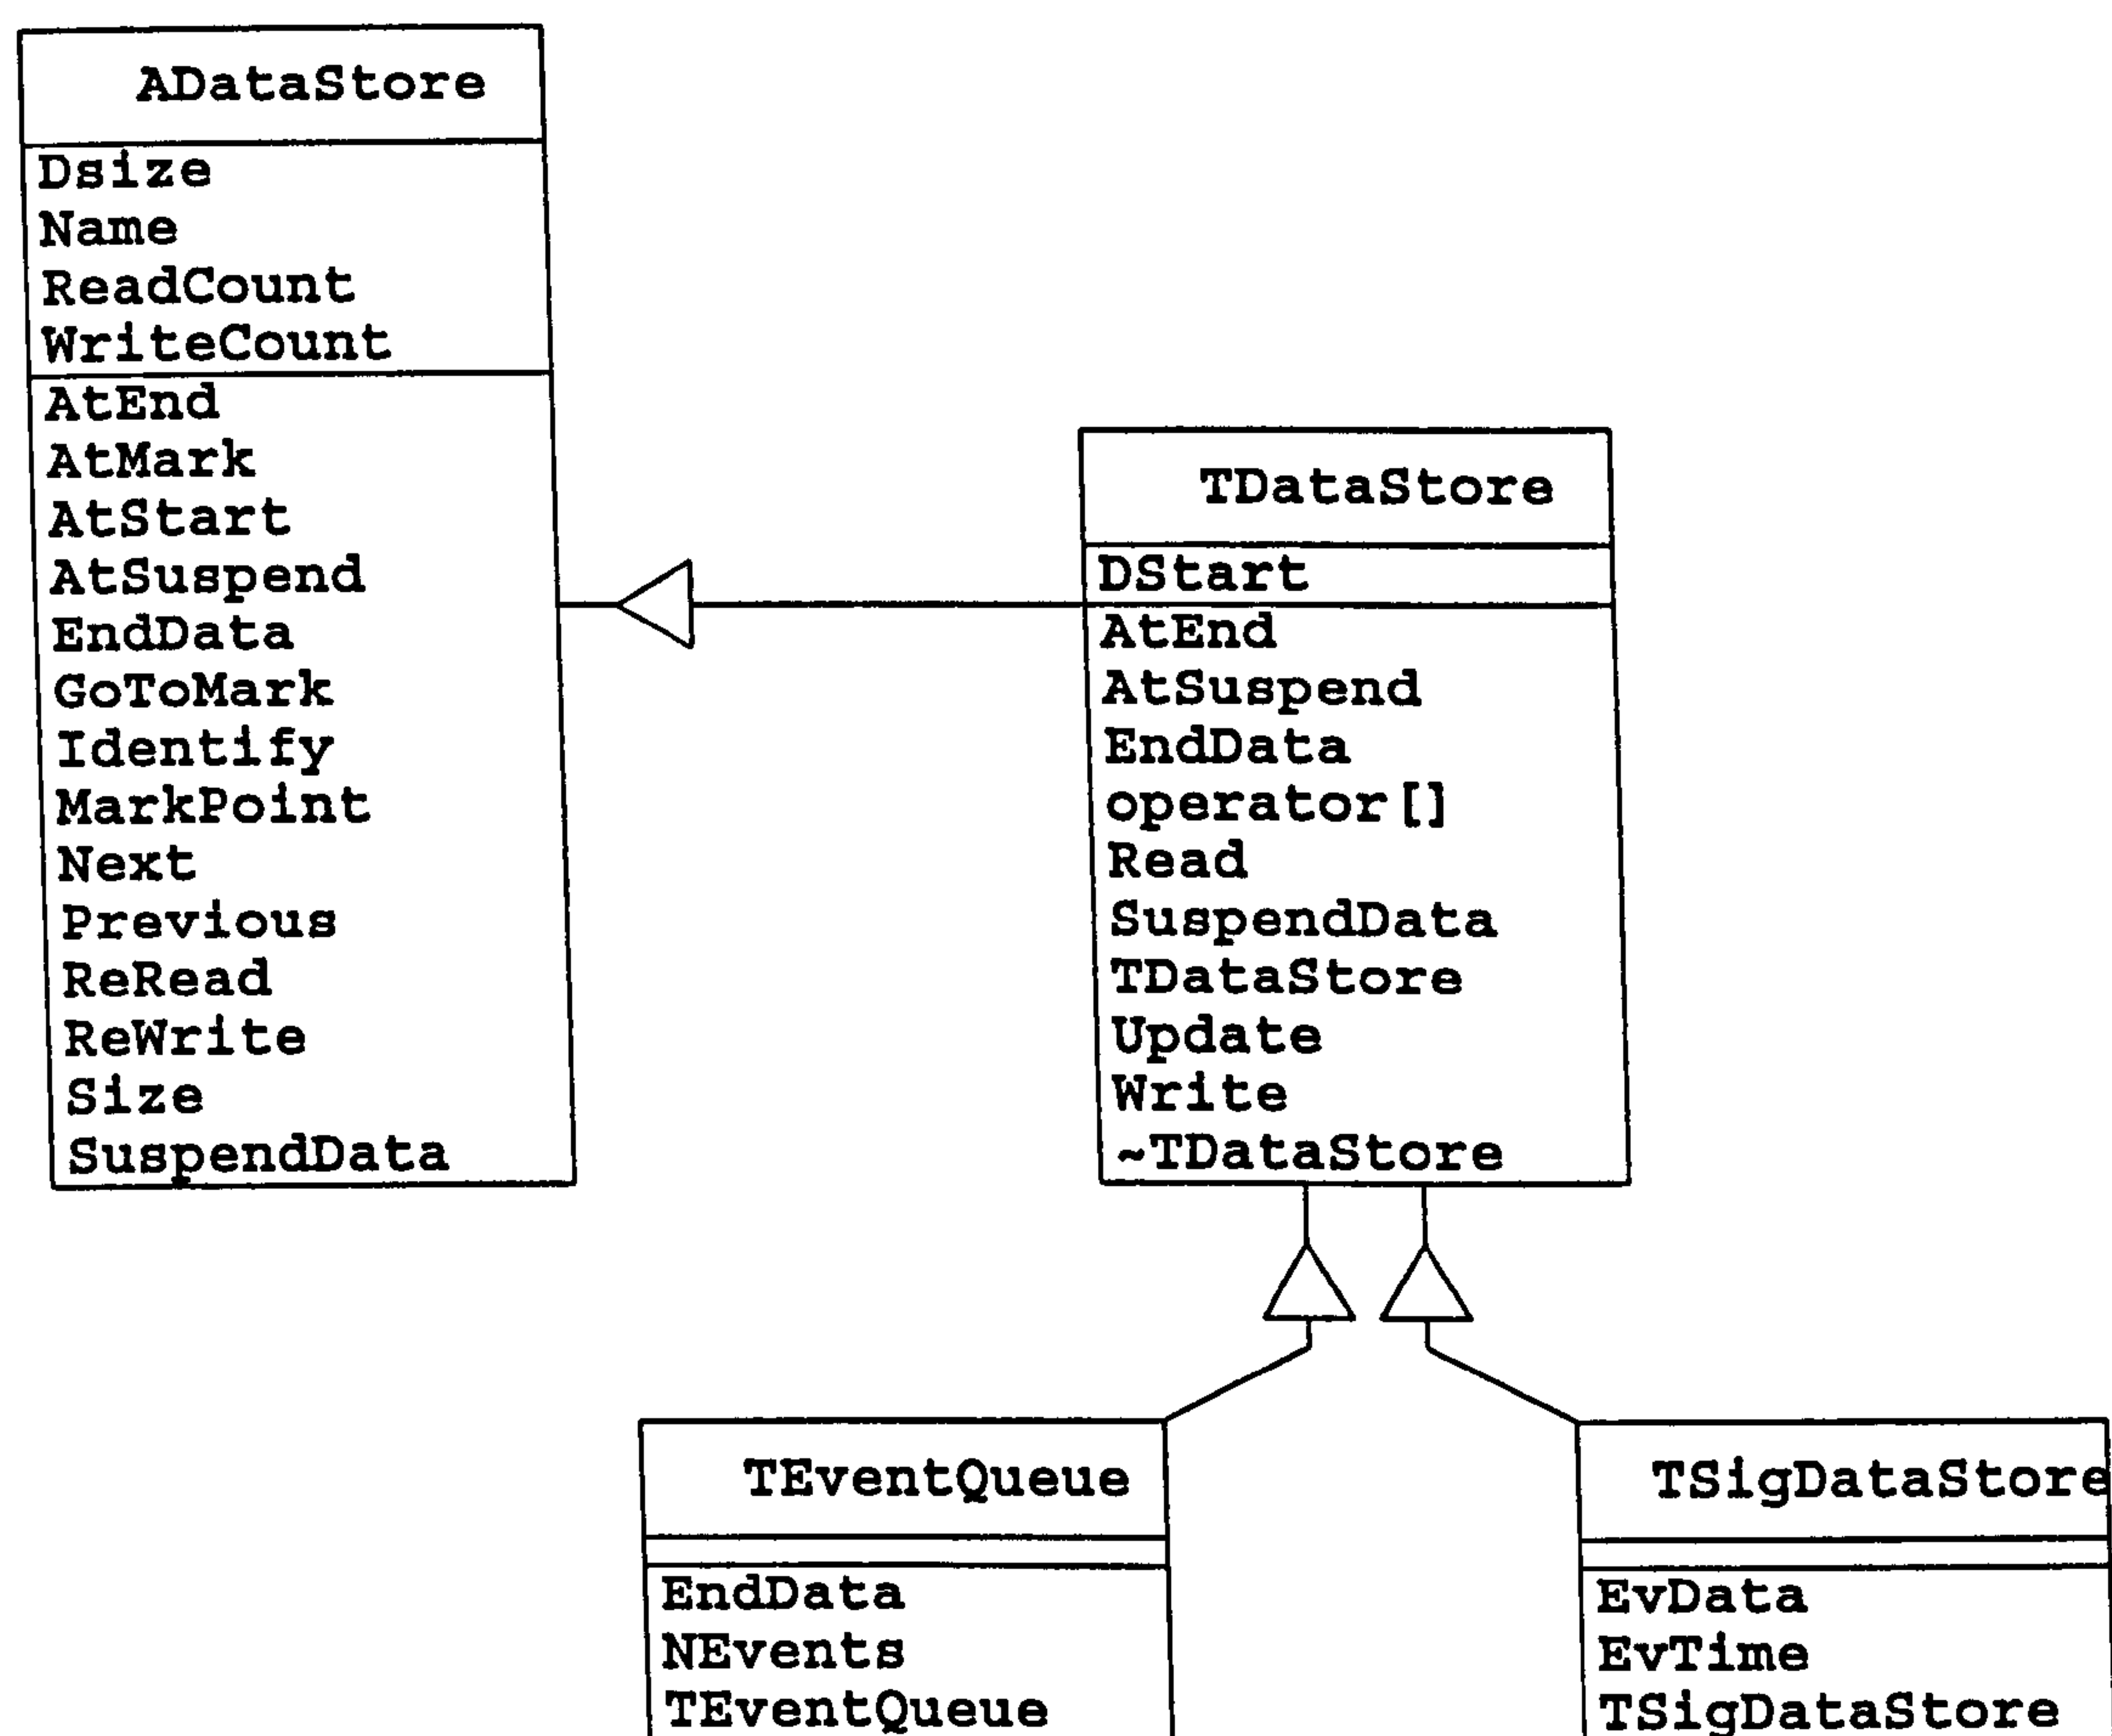 ADataStore
Dsize
Name
ReadCount
WriteCount
AtEnd
AtMark
AtStart
AtSuspend
EndData
GoToMark
Identify
MarkPoint
Next
Previous
ReRead
ReWrite
Size
SuspendData
TDataStore
DStart
AtEnd
AtSuspend
EndData
operator[]
Read
SuspendData
TDataStore
Update
Write
~TDataStore
TEventQueue
EndData
NEvents
TEventQueue
TSigDataStore
EvData
EvTime
TSigDataStore